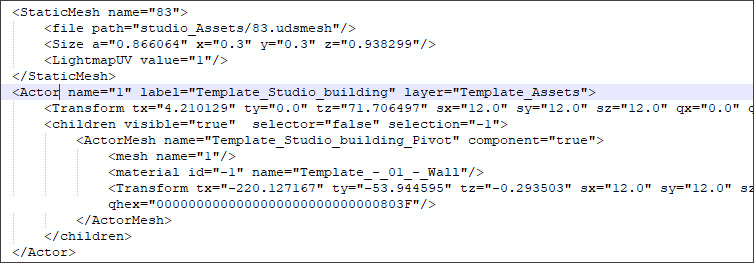 <StaticMesh name="83">
<file path="studio_Assets/83.udsmesh"/>
<Size a="0.866064" x="0.3" y="0.3" z="0.938299"/>
<LightmapUV value="1"/>
</StaticMesh>
<Actor name="1" label="Template_Studio_building" layer="Template_Assets">
<Transform tx="4.210129" ty="0.0" tz="71.706497" sx="12.0" sy="12.0" sz="12.0" qx="0.0" q
<children visible="true"  selector="false" selection="-1">
<ActorMesh name="Template_Studio_building_Pivot" component="true">
<mesh name="1"/>
<material id="-1" name="Template_-_01_-_Wall"/>
<Transform tx="-220.127167" ty="-53.944595" tz="-0.293503" sx="12.0" sy="12.0" sz
qhex="0000000000000000000000000000803F"/>
</ActorMesh>
</children>
</Actor>